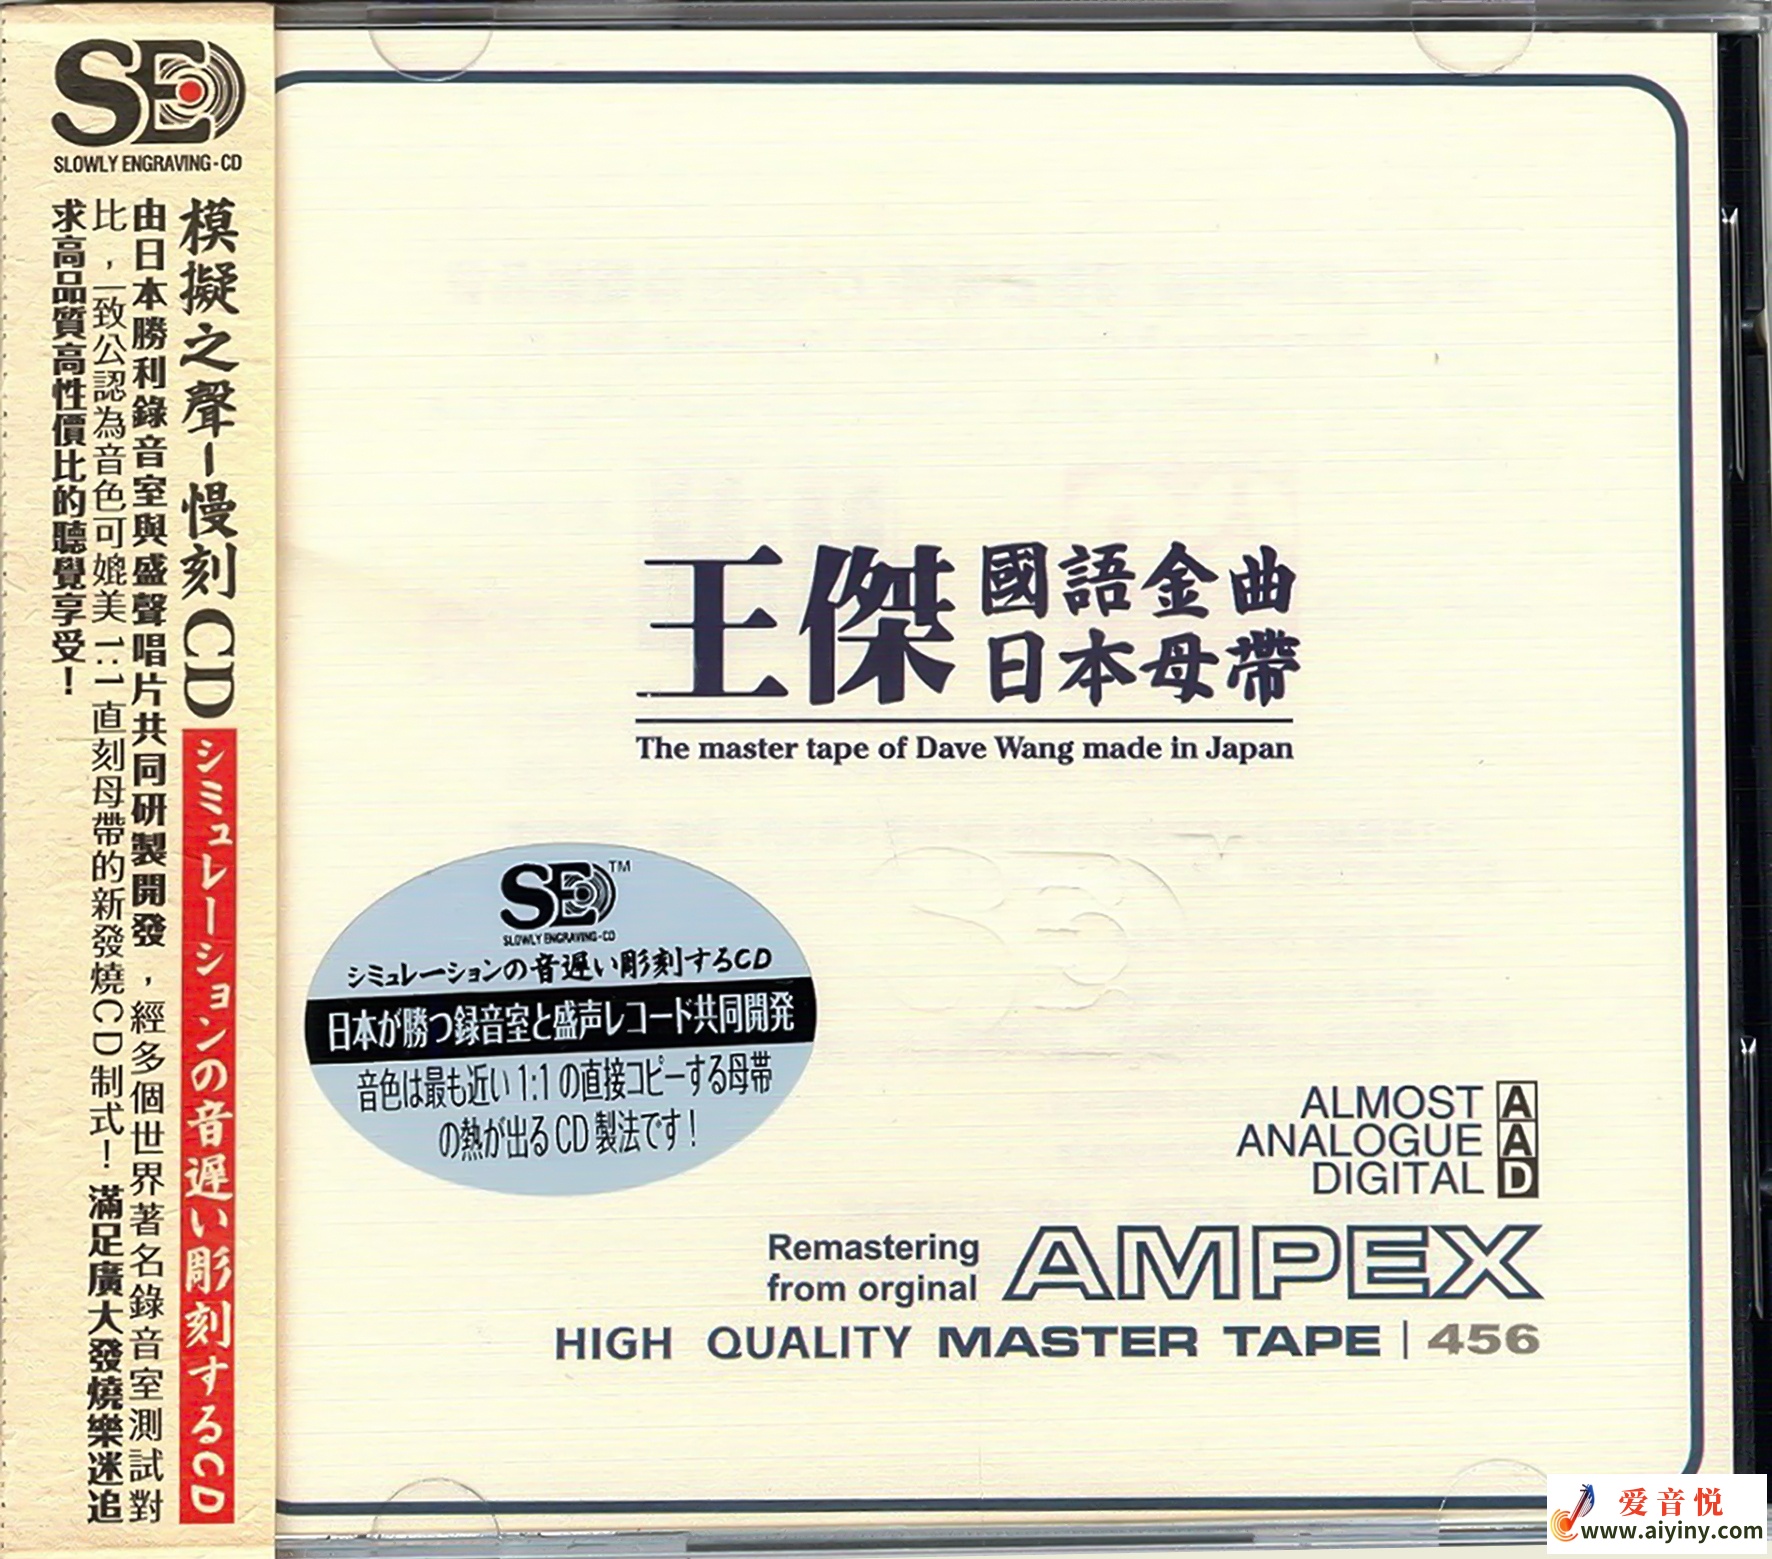 SE
SLOWLY ENGRAVING-CD
模擬之聲-慢刻CD シミュレーションの音遅い彫刻するCD
由日本勝利錄音室與盛聲唱片共同研製開發，經多個世界著名錄音室測試對
比，一致公認為音色可媲美1:1直刻母帶的新發燒CD制式！滿足廣大發燒樂迷追
求高品質高性價比的聽覺享受！
王傑 國語金曲
日本母帶
The master tape of Dave Wang made in Japan
SE™
SLOWLY ENGRAVING-CD
シミュレーションの音遅い彫刻するCD
日本が勝つ録音室と盛声レコード共同開発
音色は最も近い1:1の直接コピーする母帯
の熱が出るCD製法です！
ALMOST A
ANALOGUE A
DIGITAL D
Remastering
from orginal AMPEX
HIGH QUALITY MASTER TAPE | 456
爱音悦
www.aiyiny.com